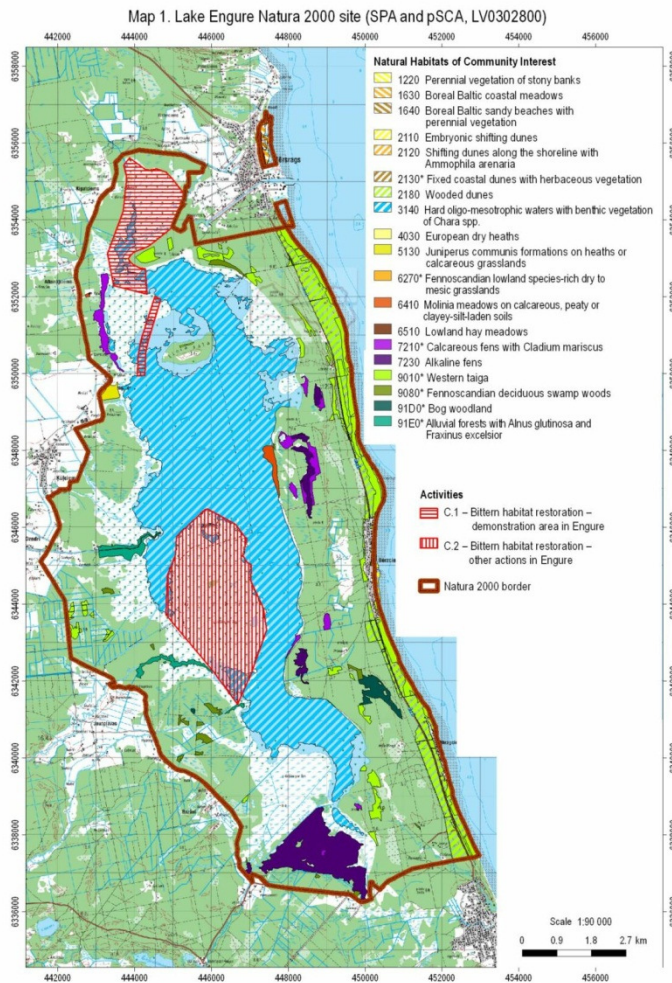 Map 1. Lake Engure Natura 2000 site (SPA and pSCA, LV0302800)
442000 444000 446000 448000 450000 452000 454000 456000
6358000
6356000
6354000
6352000
6350000
6348000
6346000
6344000
6342000
6340000
6338000
6336000
Natural Habitats of Community Interest
1220 Perennial vegetation of stony banks
1630 Boreal Baltic coastal meadows
1640 Boreal Baltic sandy beaches with
perennial vegetation
2110 Embryonic shifting dunes
2120 Shifting dunes along the shoreline with
Ammophila arenaria
2130* Fixed coastal dunes with herbaceous vegetation
2180 Wooded dunes
3140 Hard oligo-mesotrophic waters with benthic vegetation
of Chara spp.
4030 European dry heaths
5130 Juniperus communis formations on heaths or
calcareous grasslands
6270* Fennoscandian lowland species-rich dry to
mesic grasslands
6410 Molinia meadows on calcareous, peaty or
clayey-silt-laden soils
6510 Lowland hay meadows
7210* Calcareous fens with Cladium mariscus
7230 Alkaline fens
9010* Western taiga
9080* Fennoscandian deciduous swamp woods
91D0* Bog woodland
91E0* Alluvial forests with Alnus glutinosa and
Fraxinus excelsior
Activities
C.1 – Bittern habitat restoration –
demonstration area in Engure
C.2 – Bittern habitat restoration –
other actions in Engure
Natura 2000 border
Scale 1:90 000
0 0.9 1.8 2.7 km
442000 444000 446000 448000 450000 452000 454000 456000